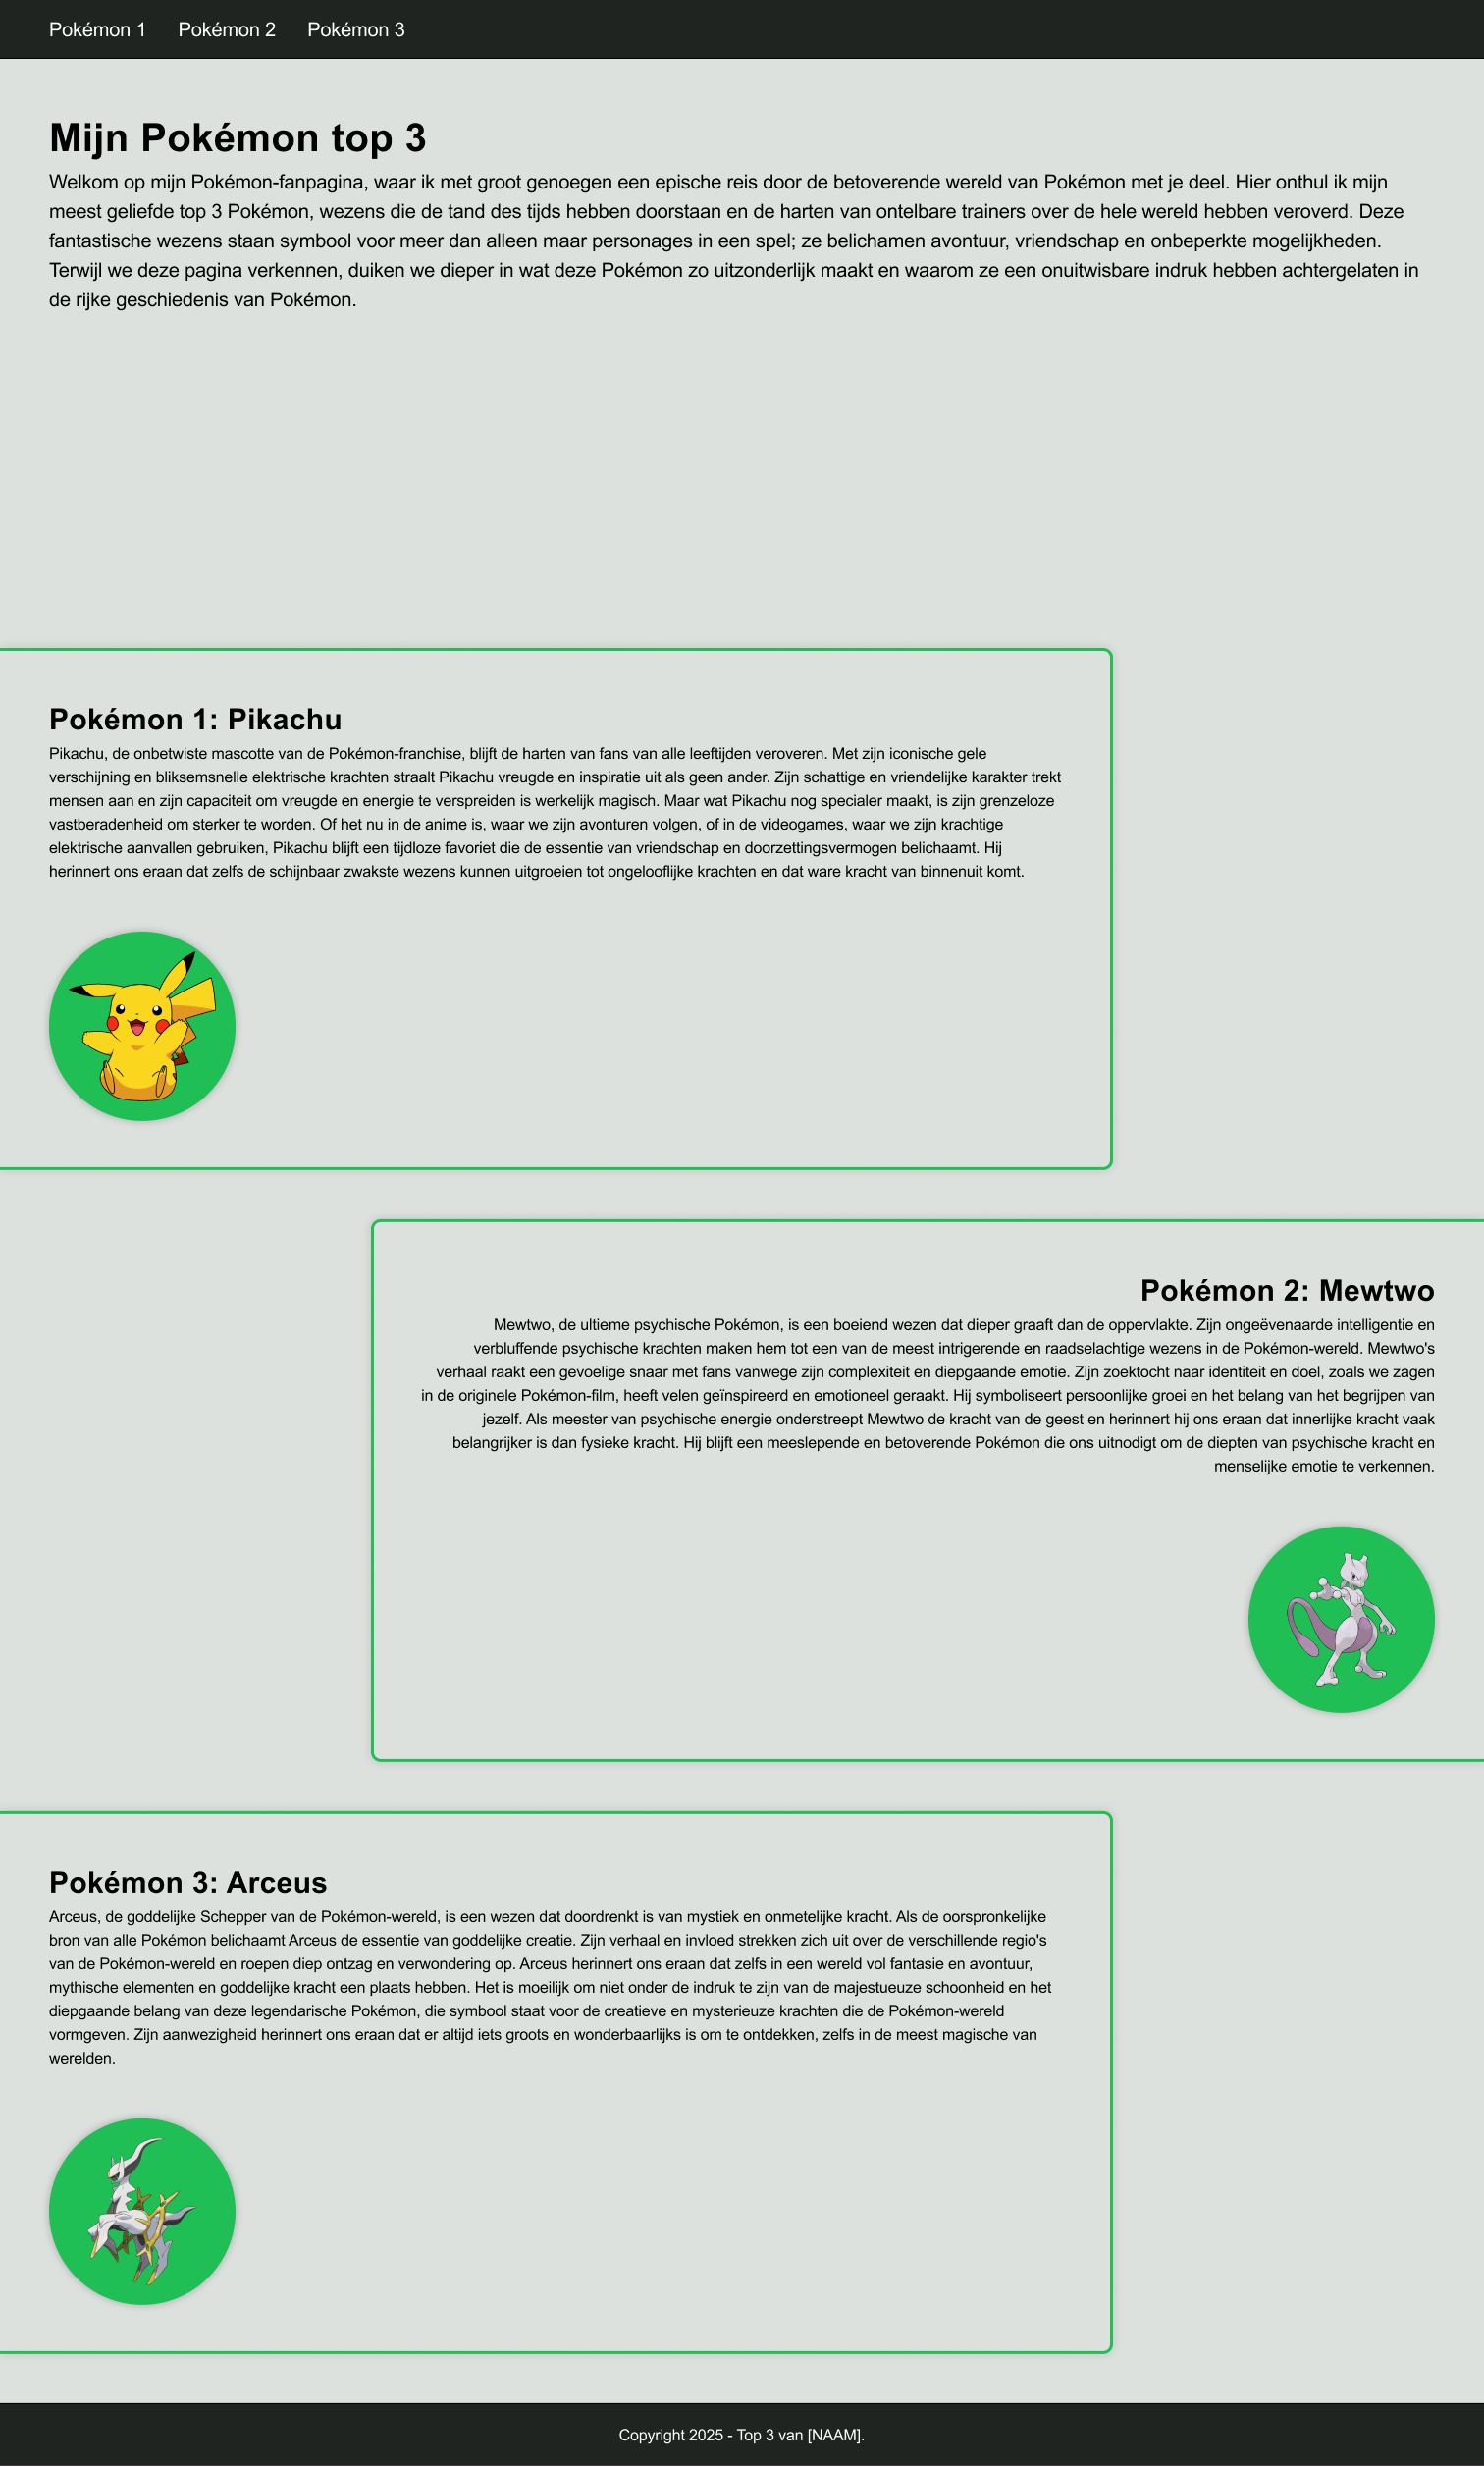 Pokémon 1 Pokémon 2 Pokémon 3
Mijn Pokémon top 3
Welkom op mijn Pokémon-fanpagina, waar ik met groot genoegen een epische reis door de betoverende wereld van Pokémon met je deel. Hier onthul ik mijn
meest geliefde top 3 Pokémon, wezens die de tand des tijds hebben doorstaan en de harten van ontelbare trainers over de hele wereld hebben veroverd. Deze
fantastische wezens staan symbool voor meer dan alleen maar personages in een spel; ze belichamen avontuur, vriendschap en onbeperkte mogelijkheden.
Terwijl we deze pagina verkennen, duiken we dieper in wat deze Pokémon zo uitzonderlijk maakt en waarom ze een onuitwisbare indruk hebben achtergelaten in
de rijke geschiedenis van Pokémon.
Pokémon 1: Pikachu
Pikachu, de onbetwiste mascotte van de Pokémon-franchise, blijft de harten van fans van alle leeftijden veroveren. Met zijn iconische gele
verschijning en bliksemsnelle elektrische krachten straalt Pikachu vreugde en inspiratie uit als geen ander. Zijn schattige en vriendelijke karakter trekt
mensen aan en zijn capaciteit om vreugde en energie te verspreiden is werkelijk magisch. Maar wat Pikachu nog specialer maakt, is zijn grenzeloze
vastberadenheid om sterker te worden. Of het nu in de anime is, waar we zijn avonturen volgen, of in de videogames, waar we zijn krachtige
elektrische aanvallen gebruiken, Pikachu blijft een tijdloze favoriet die de essentie van vriendschap en doorzettingsvermogen belichaamt. Hij
herinnert ons eraan dat zelfs de schijnbaar zwakste wezens kunnen uitgroeien tot ongelooflijke krachten en dat ware kracht van binnenuit komt.
Pokémon 2: Mewtwo
Mewtwo, de ultieme psychische Pokémon, is een boeiend wezen dat dieper graaft dan de oppervlakte. Zijn ongeëvenaarde intelligentie en
verbluffende psychische krachten maken hem tot een van de meest intrigerende en raadselachtige wezens in de Pokémon-wereld. Mewtwo's
verhaal raakt een gevoelige snaar met fans vanwege zijn complexiteit en diepgaande emotie. Zijn zoektocht naar identiteit en doel, zoals we zagen
in de originele Pokémon-film, heeft velen geïnspireerd en emotioneel geraakt. Hij symboliseert persoonlijke groei en het belang van het begrijpen van
jezelf. Als meester van psychische energie onderstreept Mewtwo de kracht van de geest en herinnert hij ons eraan dat innerlijke kracht vaak
belangrijker is dan fysieke kracht. Hij blijft een meeslepende en betoverende Pokémon die ons uitnodigt om de diepten van psychische kracht en
menselijke emotie te verkennen.
Pokémon 3: Arceus
Arceus, de goddelijke Schepper van de Pokémon-wereld, is een wezen dat doordrenkt is van mystiek en onmetelijke kracht. Als de oorspronkelijke
bron van alle Pokémon belichaamt Arceus de essentie van goddelijke creatie. Zijn verhaal en invloed strekken zich uit over de verschillende regio's
van de Pokémon-wereld en roepen diep ontzag en verwondering op. Arceus herinnert ons eraan dat zelfs in een wereld vol fantasie en avontuur,
mythische elementen en goddelijke kracht een plaats hebben. Het is moeilijk om niet onder de indruk te zijn van de majestueuze schoonheid en het
diepgaande belang van deze legendarische Pokémon, die symbool staat voor de creatieve en mysterieuze krachten die de Pokémon-wereld
vormgeven. Zijn aanwezigheid herinnert ons eraan dat er altijd iets groots en wonderbaarlijks is om te ontdekken, zelfs in de meest magische van
werelden.
Copyright 2025 - Top 3 van [NAAM].